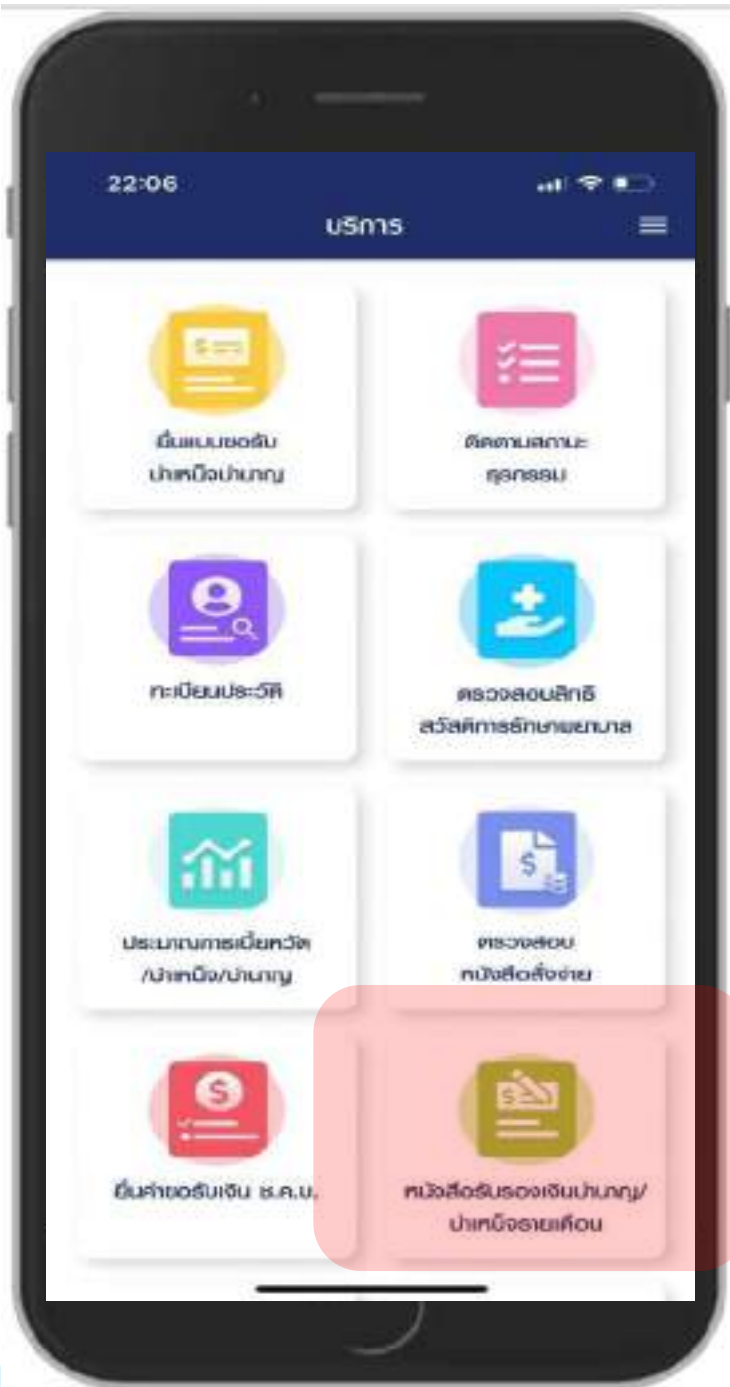 22:06
บริการ
ยื่นแบบขอรับ
บำเหน็จบำนาญ
ติดตามสถานะ
ธุรกรรม
ทะเบียนประวัติ
ตรวจสอบสิทธิ
สวัสดิการรักษาพยาบาล
ประมาณการเบี้ยหวัด
/บำเหน็จ/บำนาญ
ตรวจสอบ
หนังสือสั่งจ่าย
ยื่นคำขอรับเงิน ช.ค.บ.
หนังสือรับรองเงินบำนาญ/
บำเหน็จรายเดือน